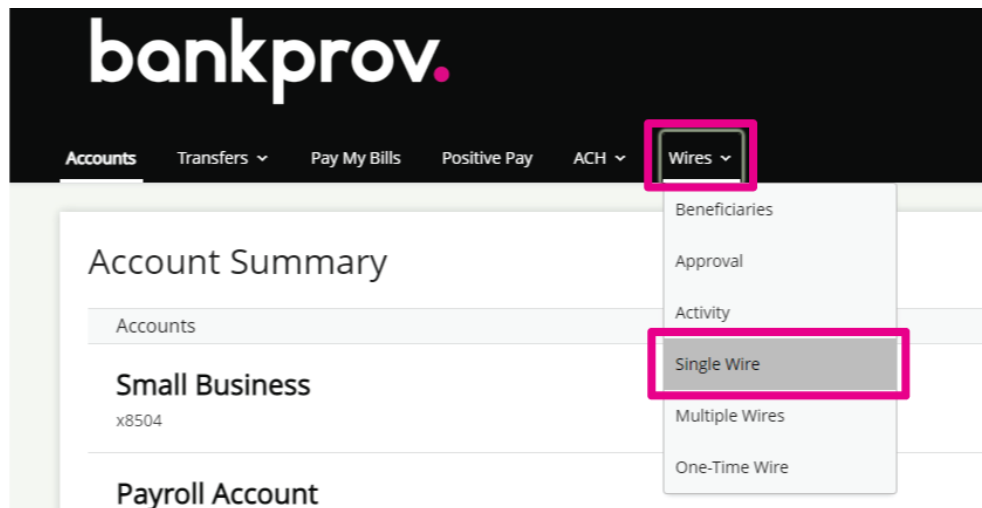 bankprov.
Accounts Transfers Pay My Bills Positive Pay ACH Wires
Beneficiaries
Approval
Activity
Single Wire
Multiple Wires
One-Time Wire
Account Summary
Accounts
Small Business
x8504
Payroll Account